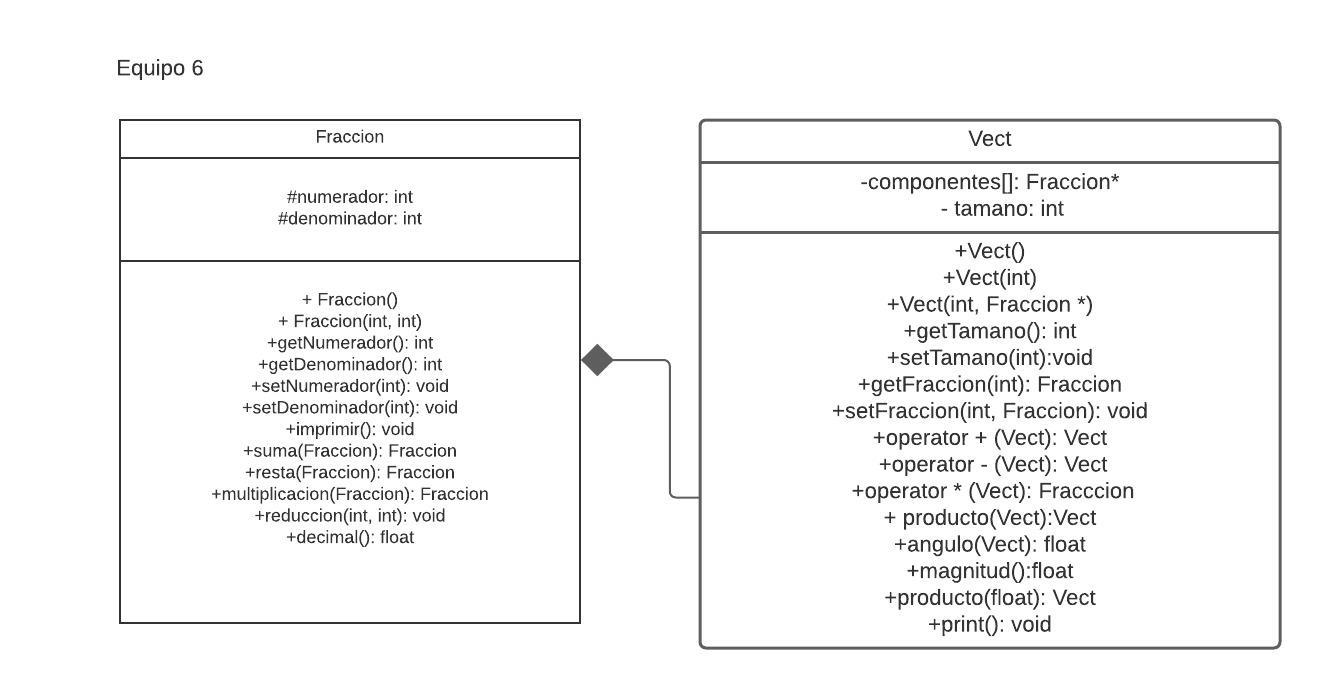 Equipo 6
Fraccion
#numerador: int
#denominador: int
+ Fraccion()
+ Fraccion(int, int)
+getNumerador(): int
+getDenominador(): int
+setNumerador(int): void
+setDenominador(int): void
+imprimir(): void
+suma(Fraccion): Fraccion
+resta(Fraccion): Fraccion
+multiplicacion(Fraccion): Fraccion
+reduccion(int, int): void
+decimal(): float
Vect
-componentes[]: Fraccion*
- tamano: int
+Vect()
+Vect(int)
+Vect(int, Fraccion *)
+getTamano(): int
+setTamano(int):void
+getFraccion(int): Fraccion
+setFraccion(int, Fraccion): void
+operator + (Vect): Vect
+operator - (Vect): Vect
+operator * (Vect): Fracccion
+ producto(Vect):Vect
+angulo(Vect): float
+magnitud():float
+producto(float): Vect
+print(): void